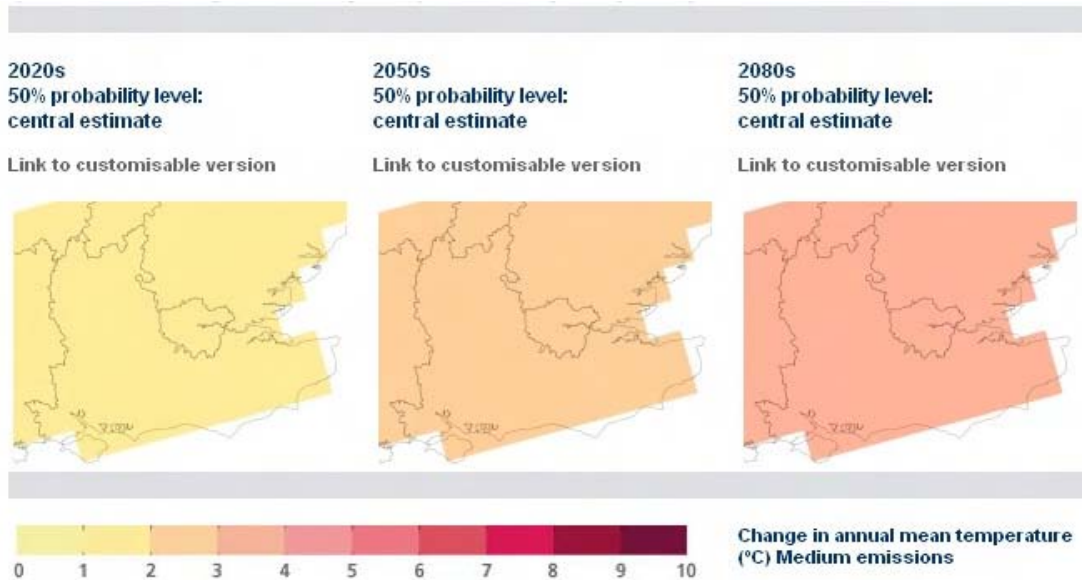 2020s
50% probability level:
central estimate
Link to customisable version
2050s
50% probability level:
central estimate
Link to customisable version
2080s
50% probability level:
central estimate
Link to customisable version
0 1 2 3 4 5 6 7 8 9 10
Change in annual mean temperature
(ºC) Medium emissions